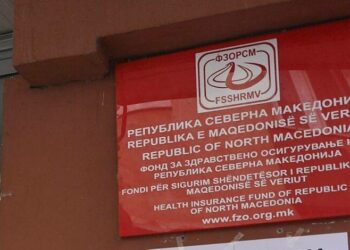 ФЗОРСМ
FSSHRMV
РЕПУБЛИКА СЕВЕРНА МАКЕДОНИ
REPUBLIKA E MAQEDONISË SË VERIUT
REPUBLIC OF NORTH MACEDONIA
ФОНД ЗА ЗДРАВСТВЕНО ОСИГУРУВАЊЕ
РЕПУБЛИКА СЕВЕРНА МАКЕДОНИЈА
FONDI PËR SIGURIM SHËNDETËSOR I REPUBLIK
MAQEDONISË SË VERIUT
HEALTH INSURANCE FUND OF REPUBLIC
OF NORTH MACEDONIA
www.fzo.org.mk